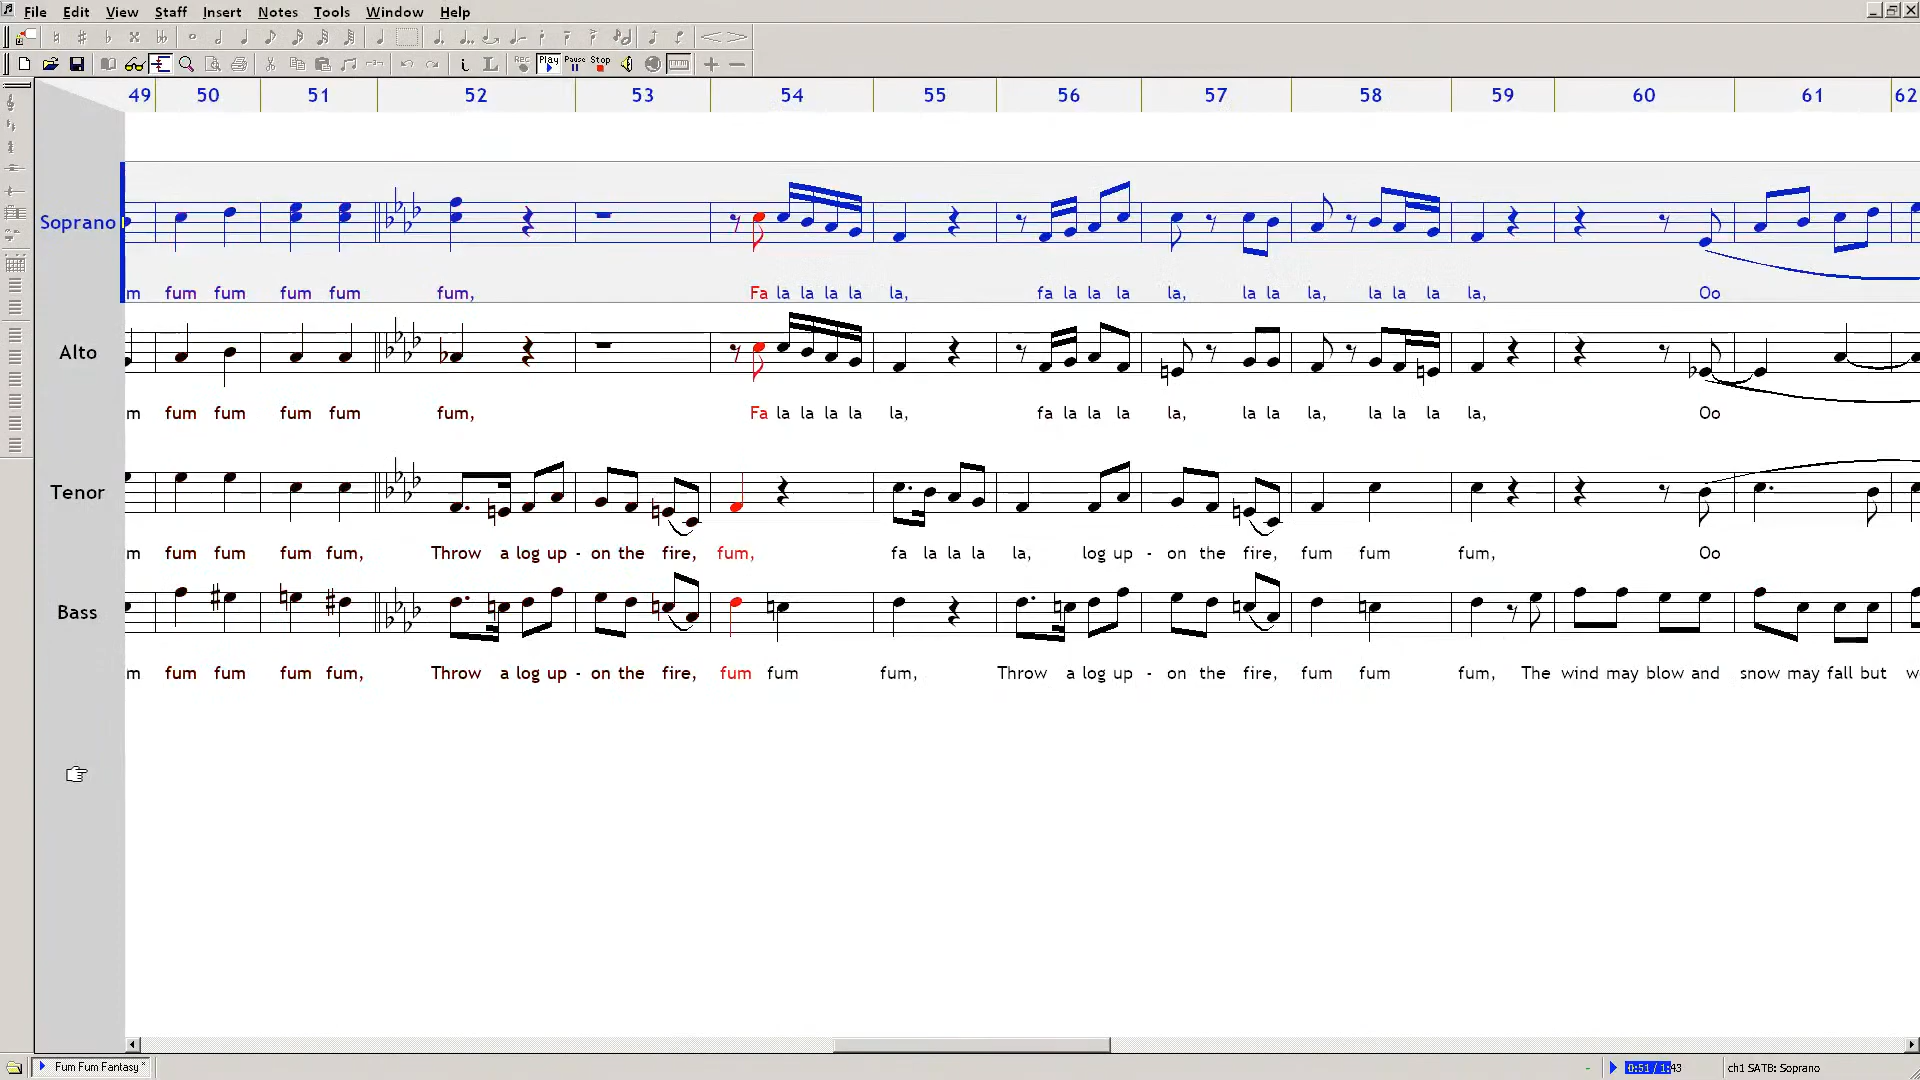 File Edit View Staff Insert Notes Tools Window Help
Rec Play Pause Stop
49 50 51 52 53 54 55 56 57 58 59 60 61 62
Soprano
m fum fum fum fum fum, Fa la la la la la, fa la la la la, la la la, la la la la, Oo
Alto
m fum fum fum fum fum, Fa la la la la la, fa la la la la, la la la, la la la la, Oo
Tenor
m fum fum fum fum, Throw a log up - on the fire, fum, fa la la la la, log up - on the fire, fum fum fum, Oo
Bass
m fum fum fum fum, Throw a log up - on the fire, fum fum fum, Throw a log up - on the fire, fum fum fum, The wind may blow and snow may fall but w
Fum Fum Fantasy* - 0:51 / 1:43 ch1 SATB: Soprano